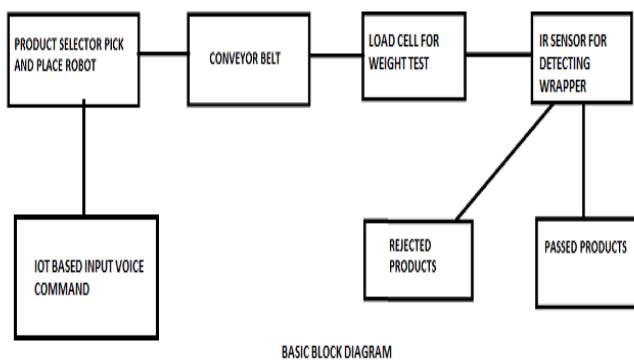 PRODUCT SELECTOR PICK
AND PLACE ROBOT
CONVEYOR BELT
LOAD CELL FOR
WEIGHT TEST
IR SENSOR FOR
DETECTING
WRAPPER
IOT BASED INPUT VOICE
COMMAND
REJECTED
PRODUCTS
PASSED PRODUCTS
BASIC BLOCK DIAGRAM